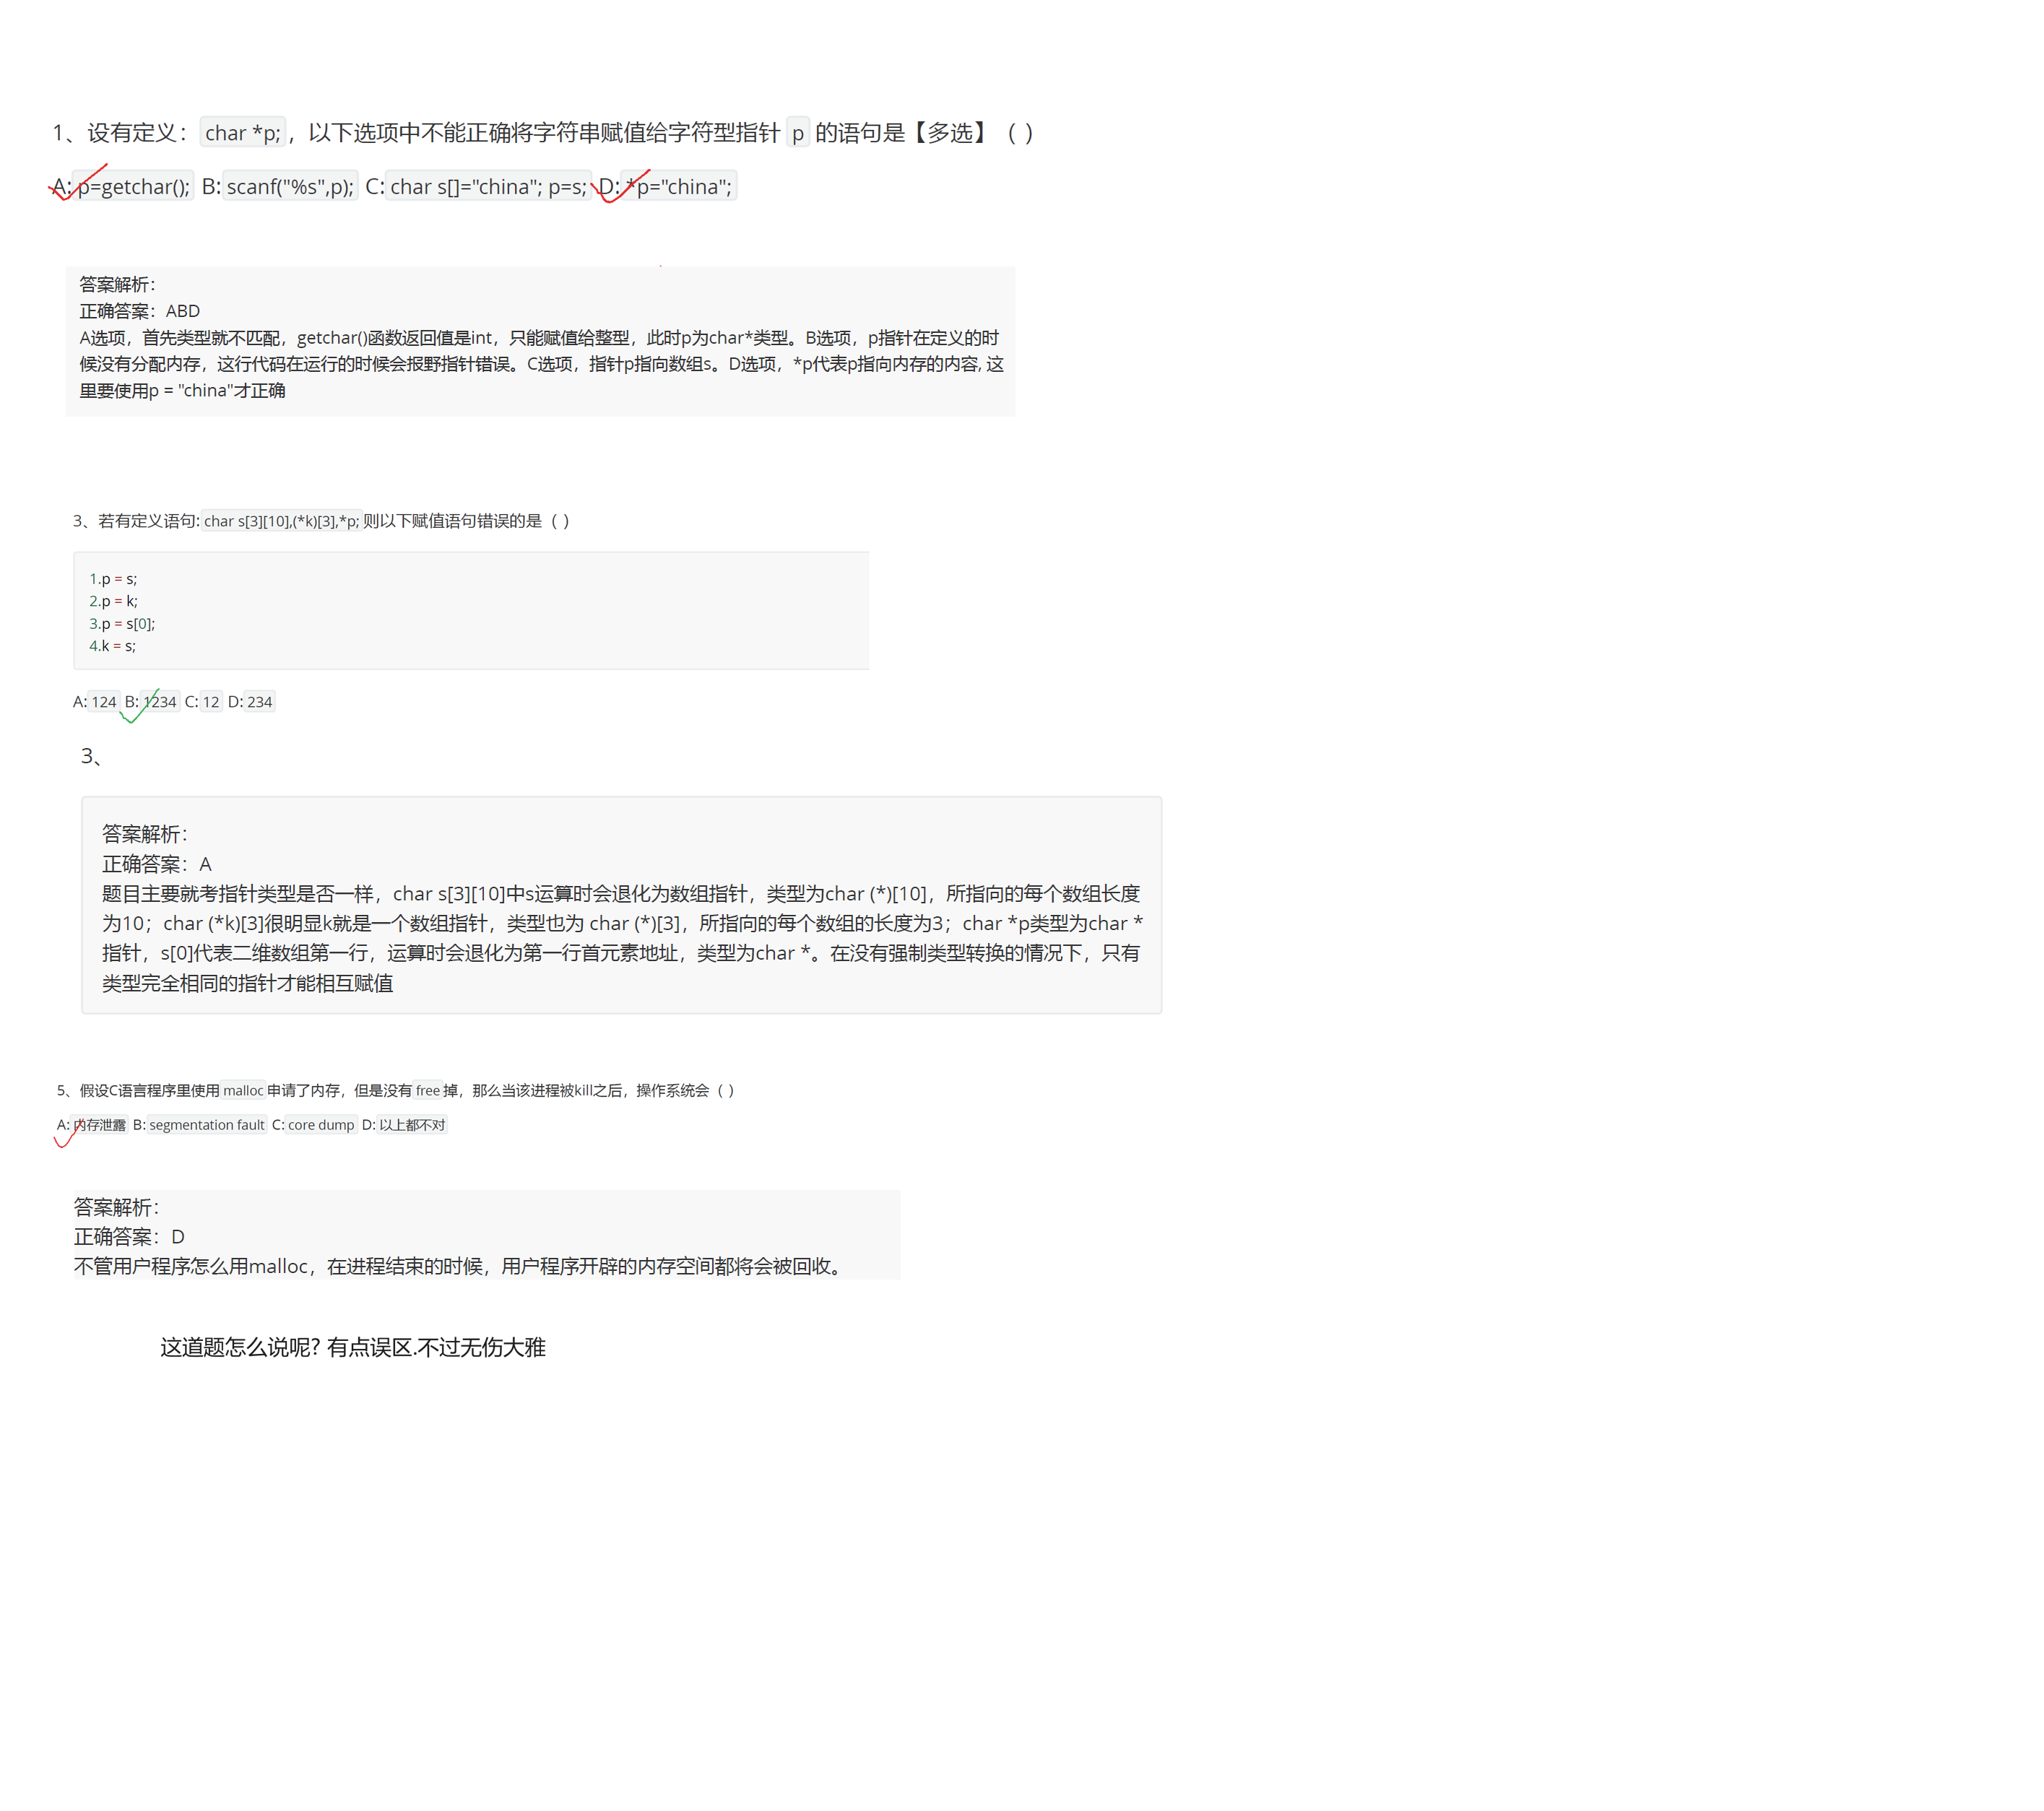 1、设有定义：char *p;，以下选项中不能正确将字符串赋值给字符型指针 p 的语句是【多选】（ ）
A:p=getchar(); B:scanf("%s",p); C:char s[]="china"; p=s; D:*p="china";
答案解析：
正确答案：ABD
A选项，首先类型就不匹配，getchar()函数返回值是int，只能赋值给整型，此时p为char*类型。B选项，p指针在定义的时
候没有分配内存，这行代码在运行的时候会报野指针错误。C选项，指针p指向数组s。D选项，*p代表p指向内存的内容, 这
里要使用p = "china"才正确
3、若有定义语句:char s[3][10],(*k)[3],*p;则以下赋值语句错误的是（ ）
1.p = s;
2.p = k;
3.p = s[0];
4.k = s;
A:124 B:1234 C:12 D:234
3、
答案解析：
正确答案：A
题目主要就考指针类型是否一样，char s[3][10]中s运算时会退化为数组指针，类型为char (*)[10]，所指向的每个数组长度
为10；char (*k)[3]很明显k就是一个数组指针，类型也为 char (*)[3]，所指向的每个数组的长度为3；char *p类型为char *
指针，s[0]代表二维数组第一行，运算时会退化为第一行首元素地址，类型为char *。在没有强制类型转换的情况下，只有
类型完全相同的指针才能相互赋值
5、假设C语言程序里使用malloc申请了内存，但是没有free掉，那么当该进程被kill之后，操作系统会（ ）
A:内存泄露 B:segmentation fault C:core dump D:以上都不对
答案解析：
正确答案：D
不管用户程序怎么用malloc，在进程结束的时候，用户程序开辟的内存空间都将会被回收。
这道题怎么说呢? 有点误区.不过无伤大雅